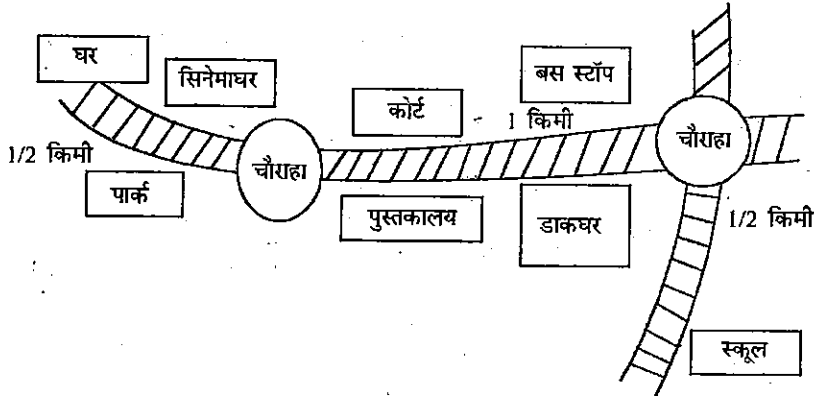 घर
सिनेमाघर
बस स्टॉप
कोर्ट
1 किमी
चौराहा
1/2 किमी
चौराहा
पार्क
पुस्तकालय
डाकघर
1/2 किमी
स्कूल